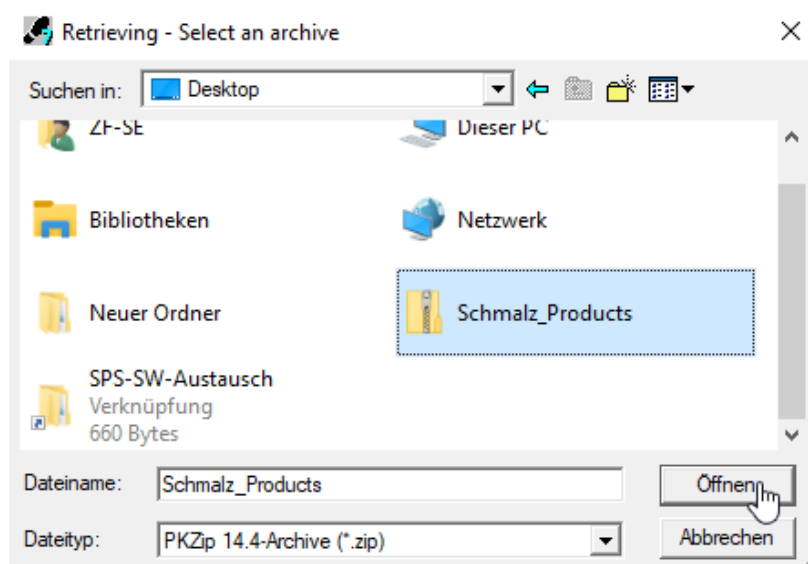 Retrieving - Select an archive
Suchen in: Desktop
ZF-SE Dieser PC
Bibliotheken Netzwerk
Neuer Ordner Schmalz_Products
SPS-SW-Austausch
Verknüpfung
660 Bytes
Dateiname: Schmalz_Products Öffnen
Dateityp: PKZip 14.4-Archive (*.zip) Abbrechen